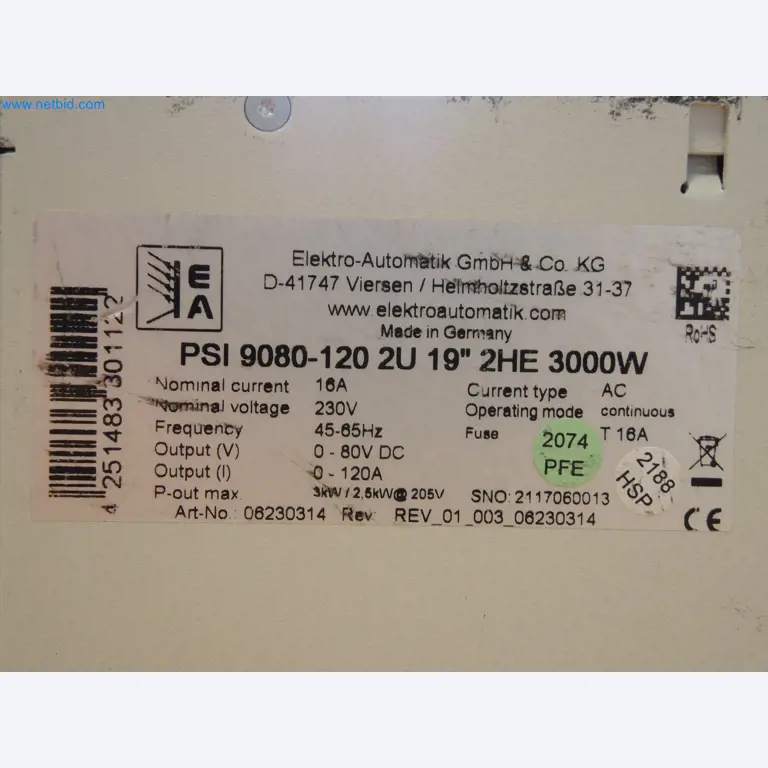 www.netbid.com
EA
Elektro-Automatik GmbH & Co. KG
D-41747 Viersen / Helmholtzstraße 31-37
www.elektroautomatik.com
Made in Germany
RoHS
PSI 9080-120 2U 19" 2HE 3000W
Nominal current 16A Current type AC
Nominal voltage 230V Operating mode continuous
Frequency 45-65Hz Fuse T 16A
Output (V) 0 - 80V DC
Output (I) 0 - 120A
P-out max. 3kW / 2,5kW@ 205V SNO: 2117060013
Art-No.: 06230314 Rev: REV_01_003_06230314
2074
PFE
2188
HSP
CE
4 251483 301122